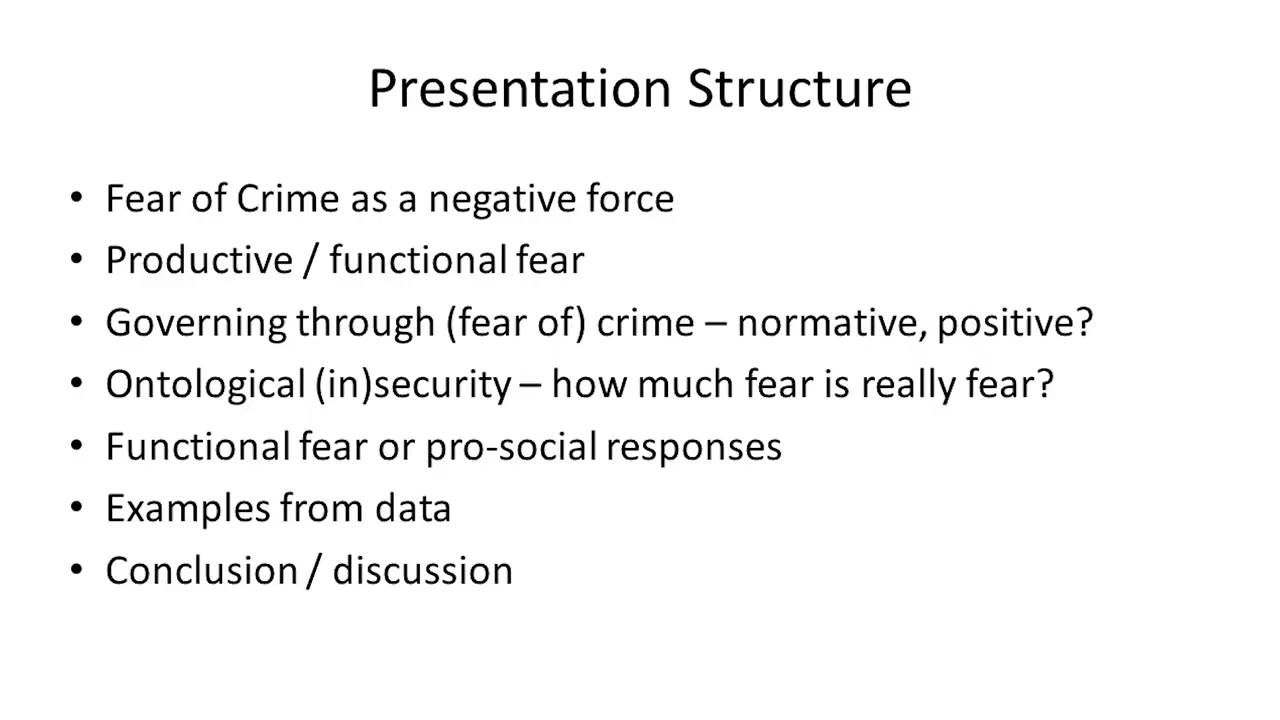 Presentation Structure
• Fear of Crime as a negative force
• Productive / functional fear
• Governing through (fear of) crime – normative, positive?
• Ontological (in)security – how much fear is really fear?
• Functional fear or pro-social responses
• Examples from data
• Conclusion / discussion